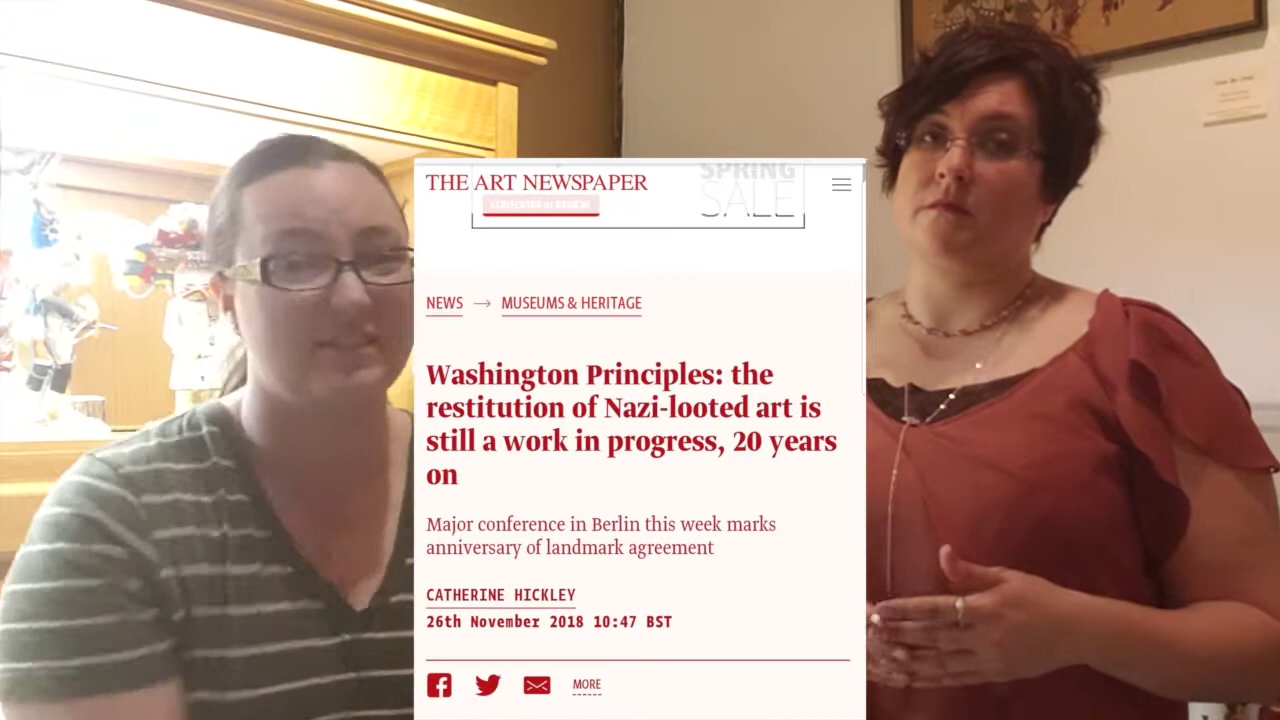 SPRING
THE ART NEWSPAPER
SALE
NEWS → MUSEUMS & HERITAGE
Washington Principles: the
restitution of Nazi-looted art is
still a work in progress, 20 years
on
Major conference in Berlin this week marks
anniversary of landmark agreement
CATHERINE HICKLEY
26th November 2018 10:47 BST
MORE